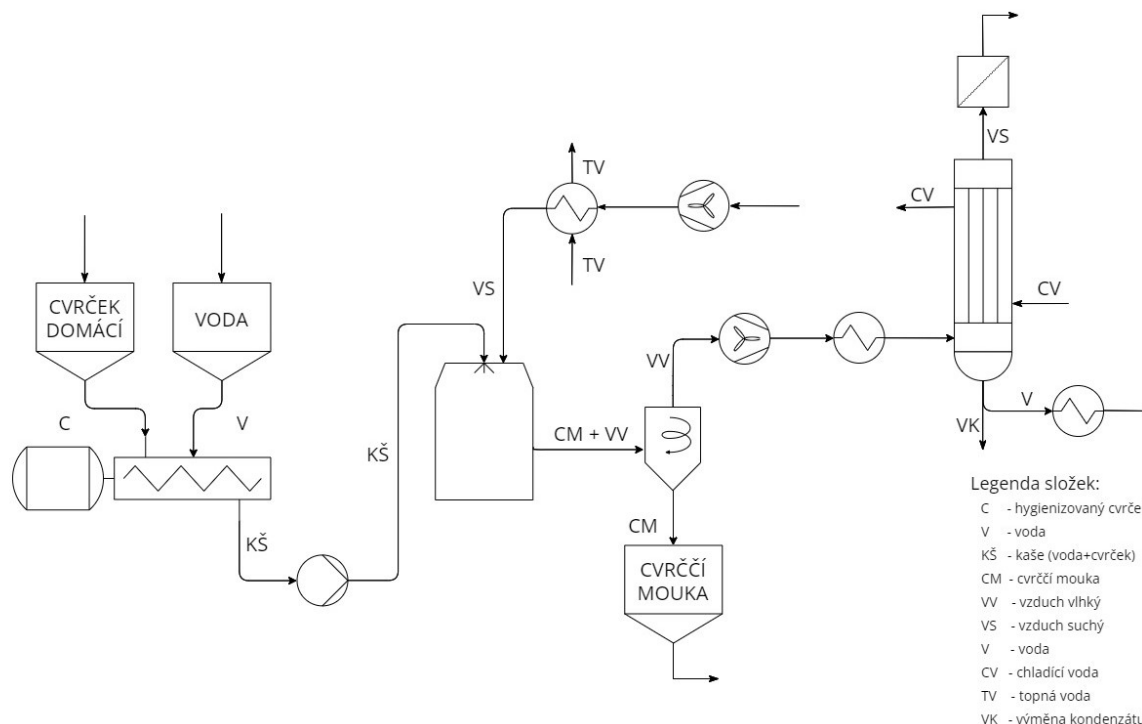 VS
TV
CV
CVRČEK
DOMÁCÍ
VODA
TV
VS
CV
VV
C
V
KŠ
CM + VV
V
VK
KŠ
CM
CVRČČÍ
MOUKA
Legenda složek:
C - hygienizovaný cvrče
V - voda
KŠ - kaše (voda+cvrček)
CM - cvrččí mouka
VV - vzduch vlhký
VS - vzduch suchý
V - voda
CV - chladící voda
TV - topná voda
VK - výměna kondenzátu